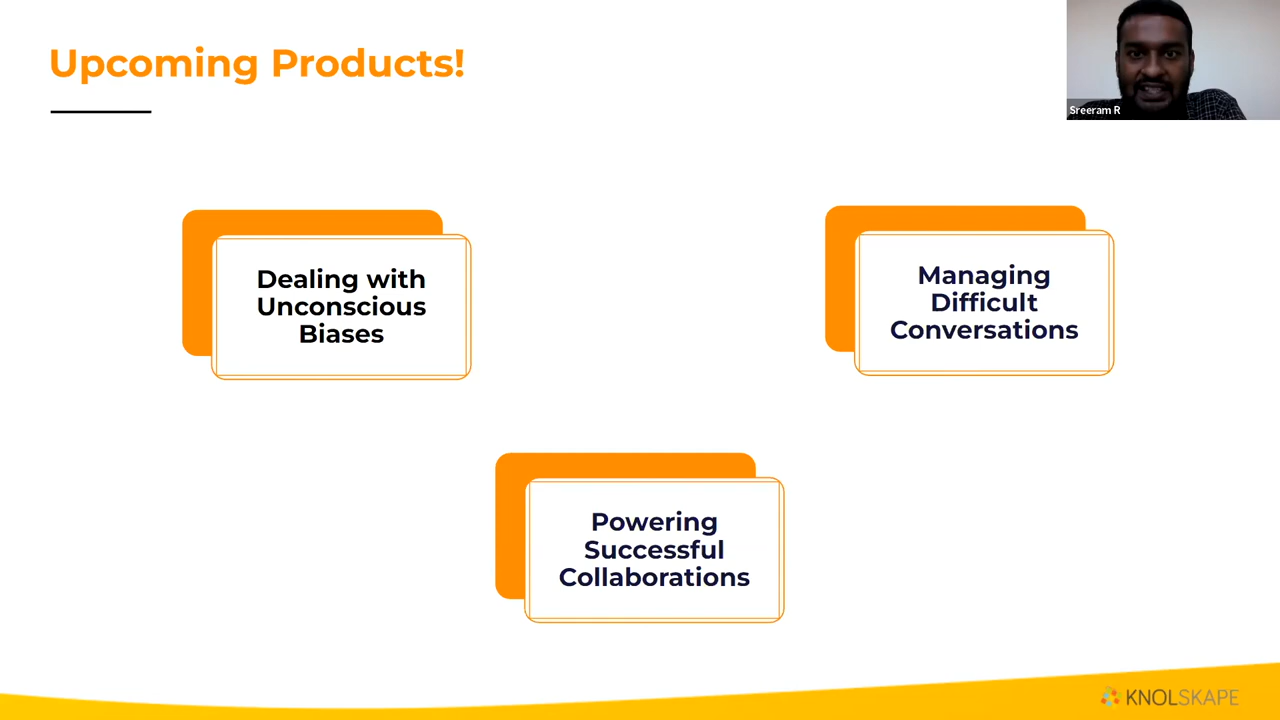 Upcoming Products!
Sreeram R
Dealing with
Unconscious
Biases
Managing
Difficult
Conversations
Powering
Successful
Collaborations
KNOLSKAPE